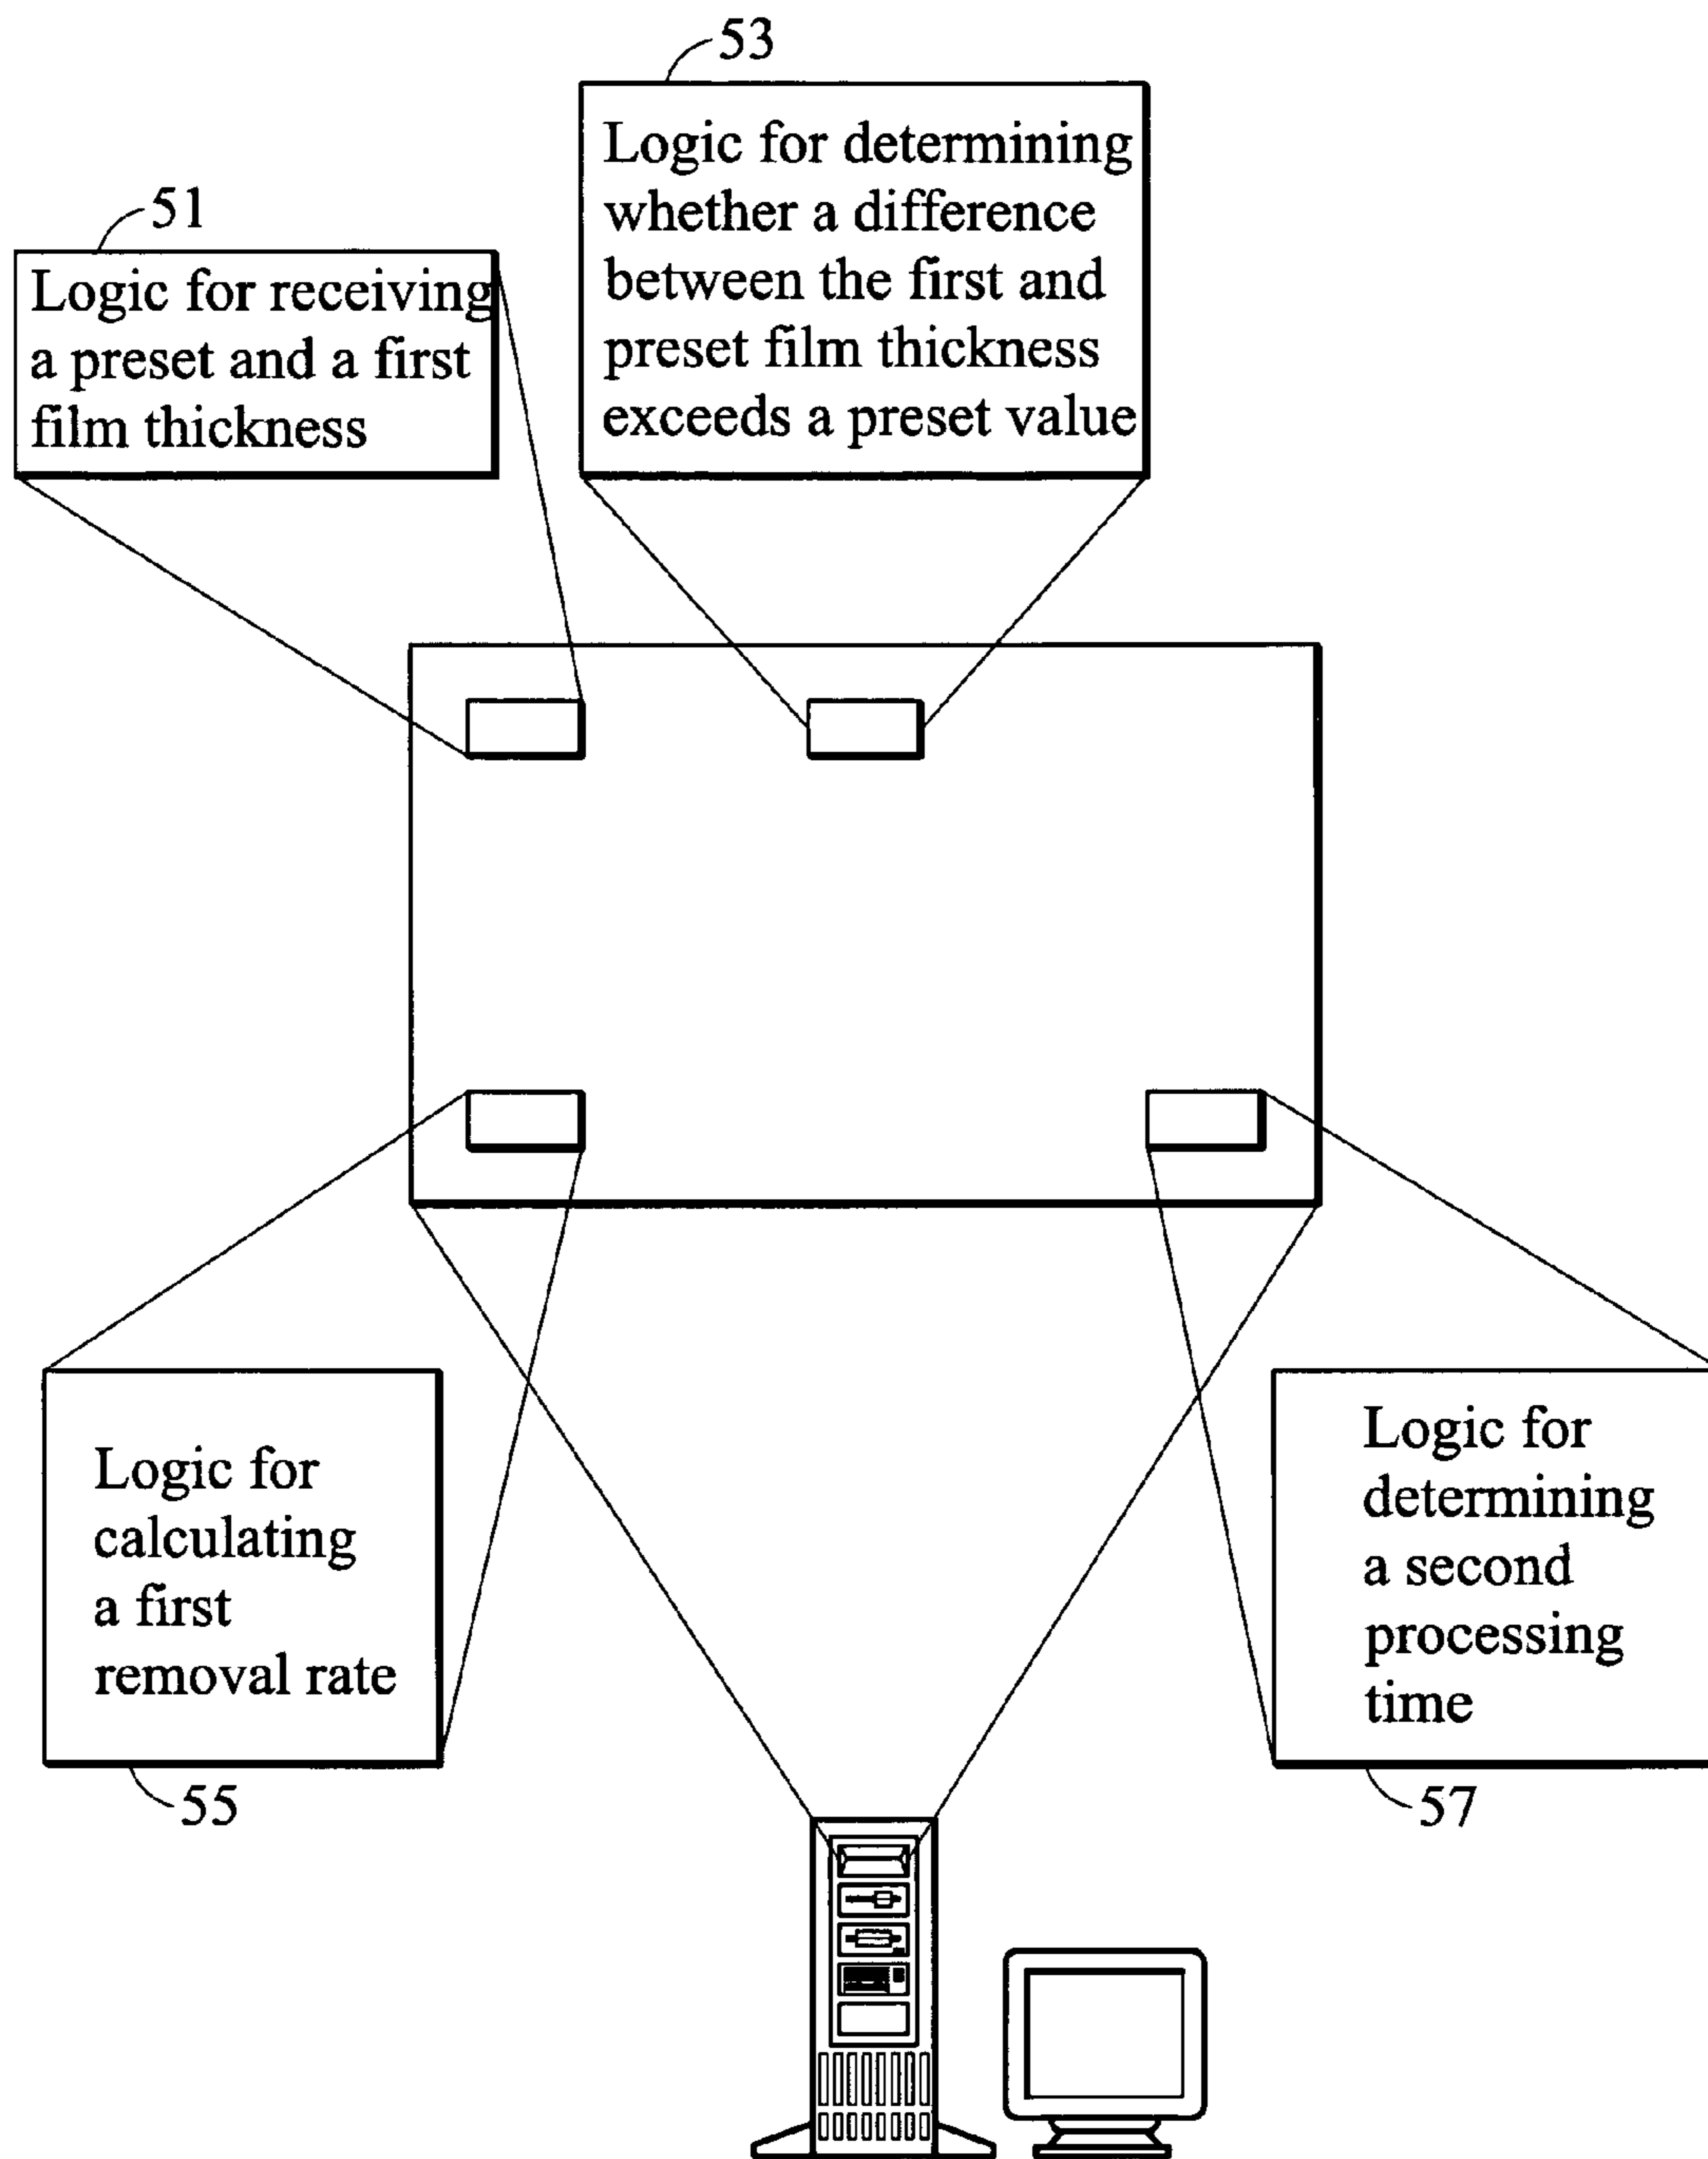 53
Logic for determining
whether a difference
between the first and
preset film thickness
exceeds a preset value
51
Logic for receiving
a preset and a first
film thickness
Logic for
calculating
a first
removal rate
55
Logic for
determining
a second
processing
time
57